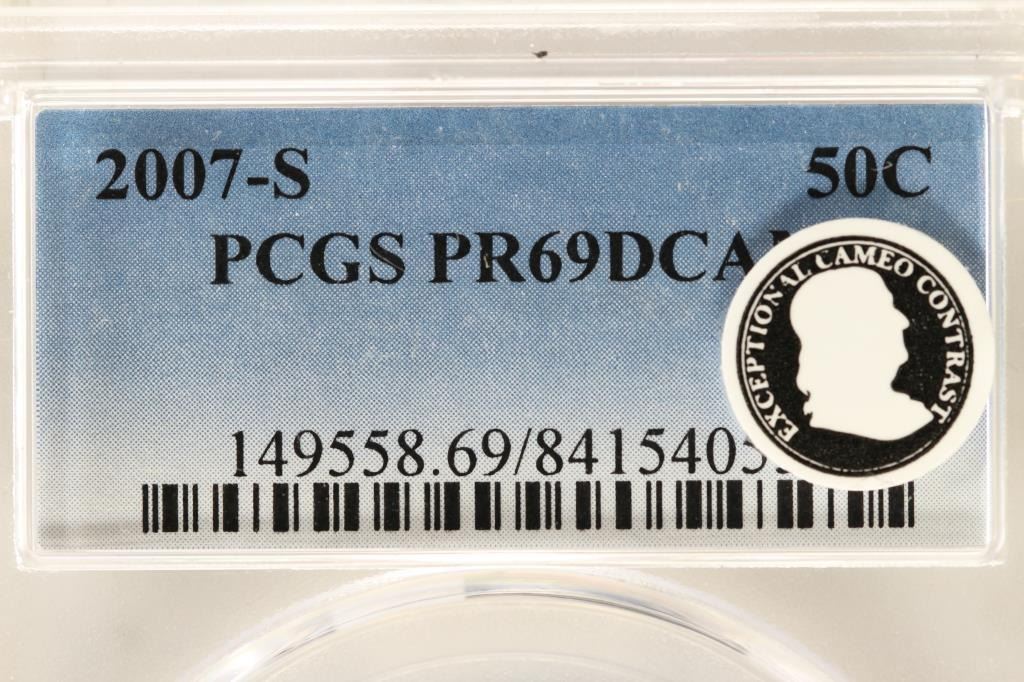 2007-S 50C
PCGS PR69DCA
149558.69/8415405
EXCEPTIONAL CAMEO CONTRAST